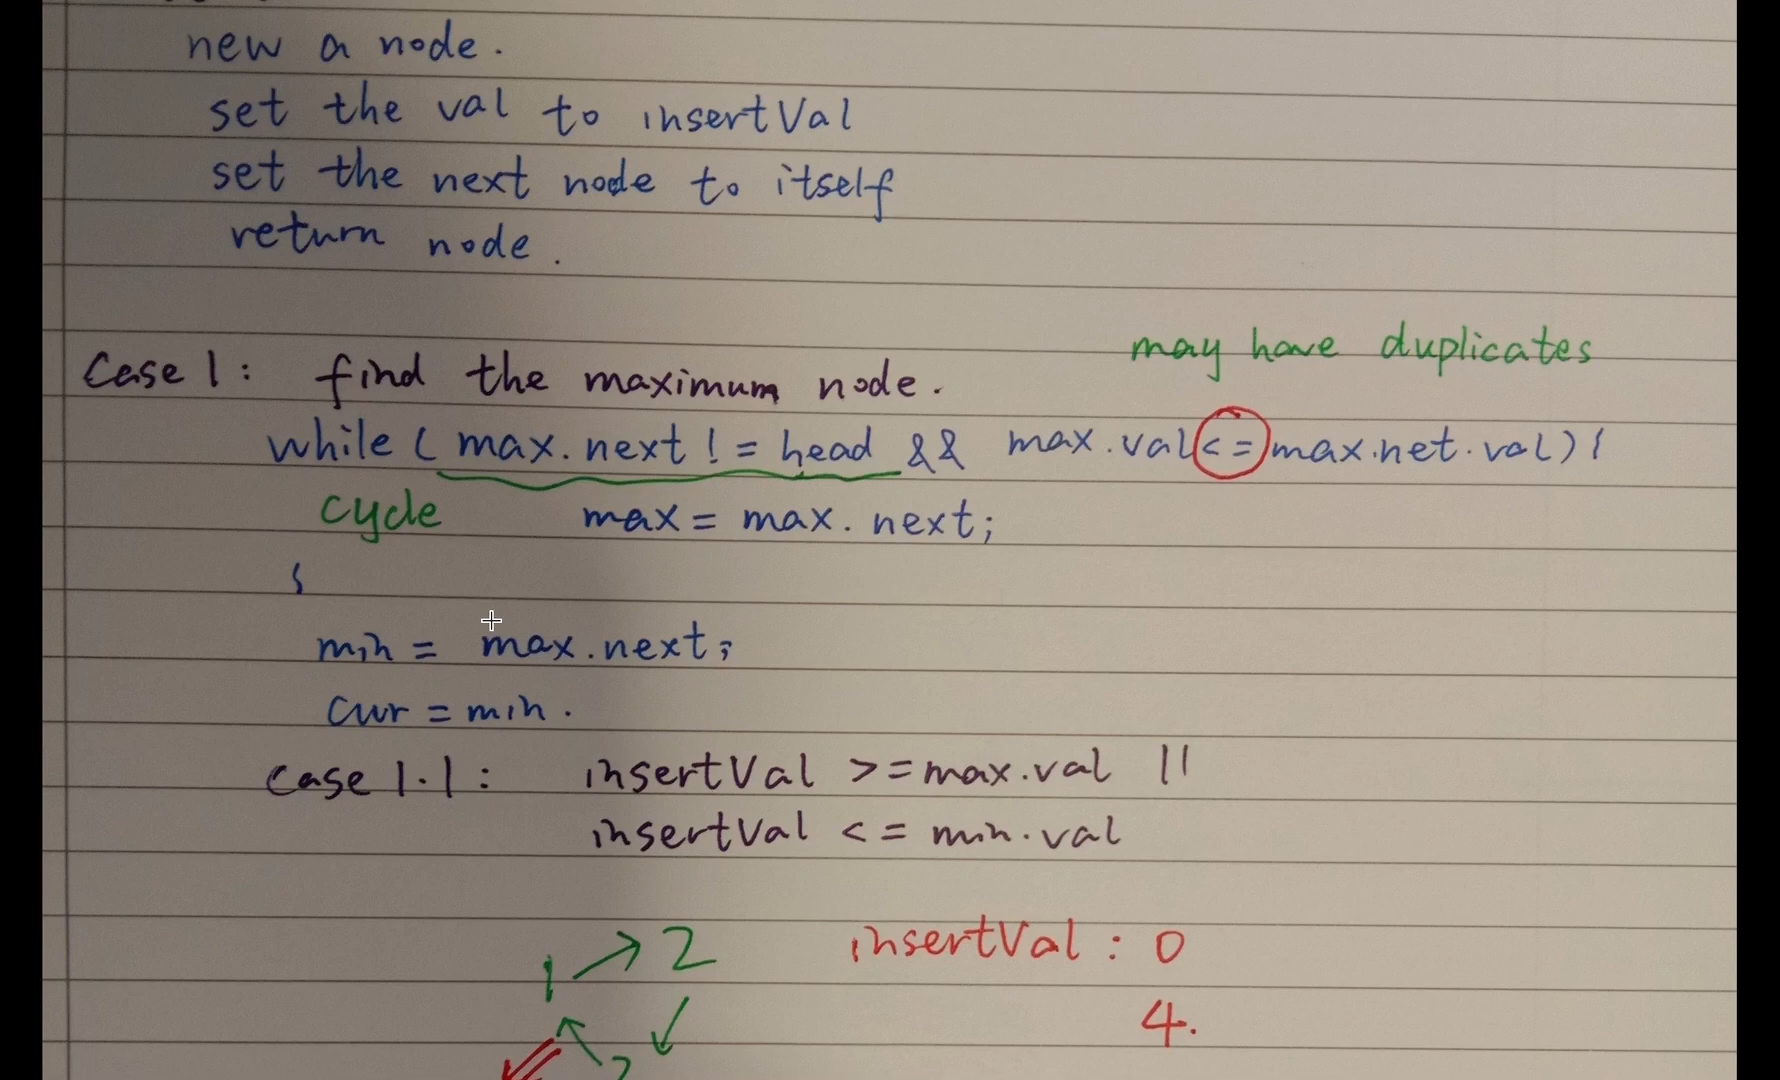 new a node.
set the val to insertVal
set the next node to itself
return node.
may have duplicates
Case 1: find the maximum node.
while ( max.next != head && max.val <= max.net.val) {
cycle max = max.next;
}
min = max.next;
cur = min.
Case 1.1: insertVal >= max.val ||
insertVal <= min.val
1 → 2 insertVal : 0
4.